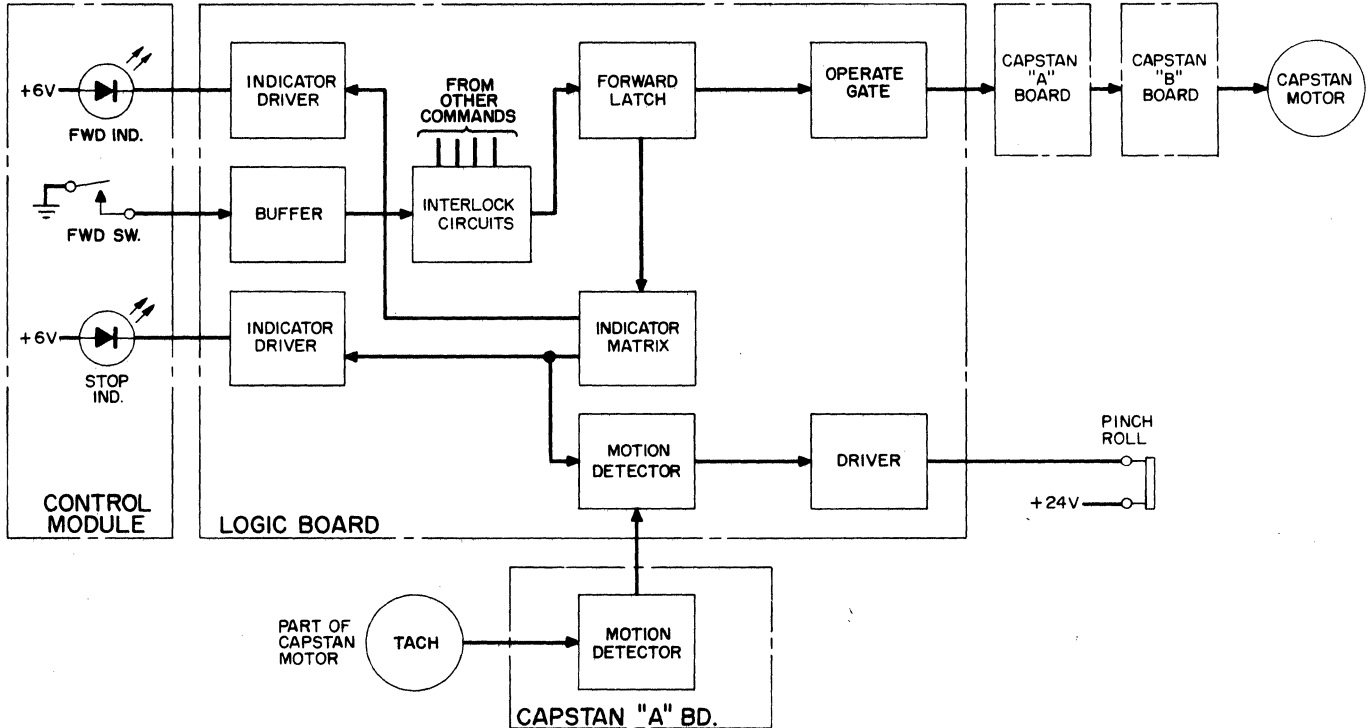 +6V
FWD IND.
INDICATOR
DRIVER
FROM
OTHER
COMMANDS
FORWARD
LATCH
OPERATE
GATE
CAPSTAN
"A"
BOARD
CAPSTAN
"B"
BOARD
CAPSTAN
MOTOR
FWD SW.
BUFFER
INTERLOCK
CIRCUITS
+6V
STOP
IND.
INDICATOR
DRIVER
INDICATOR
MATRIX
MOTION
DETECTOR
DRIVER
PINCH
ROLL
+24V
CONTROL
MODULE
LOGIC BOARD
PART OF
CAPSTAN
MOTOR
TACH
MOTION
DETECTOR
CAPSTAN "A" BD.